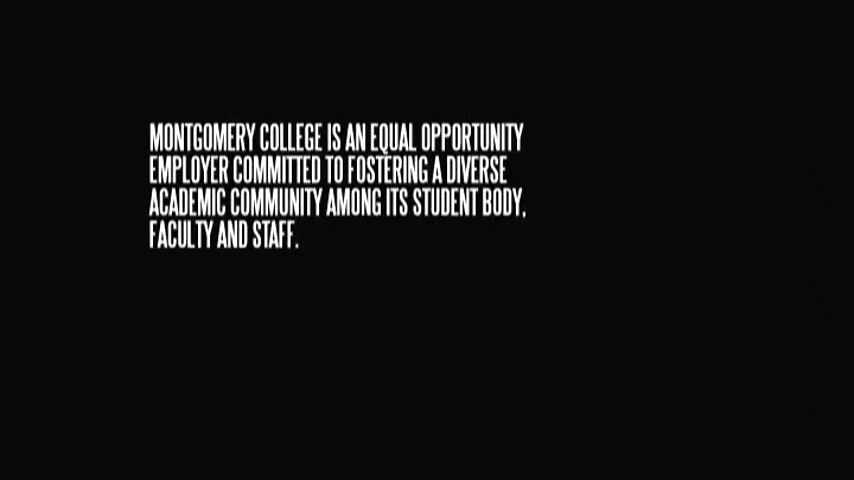 MONTGOMERY COLLEGE IS AN EQUAL OPPORTUNITY
EMPLOYER COMMITTED TO FOSTERING A DIVERSE
ACADEMIC COMMUNITY AMONG ITS STUDENT BODY,
FACULTY AND STAFF.